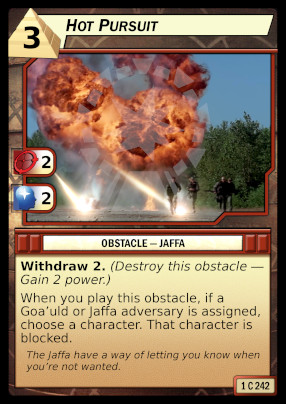 3
HOT PURSUIT
2
2
OBSTACLE — JAFFA
Withdraw 2. (Destroy this obstacle —
Gain 2 power.)
When you play this obstacle, if a
Goa'uld or Jaffa adversary is assigned,
choose a character. That character is
blocked.
The Jaffa have a way of letting you know when
you're not wanted.
1 C 242